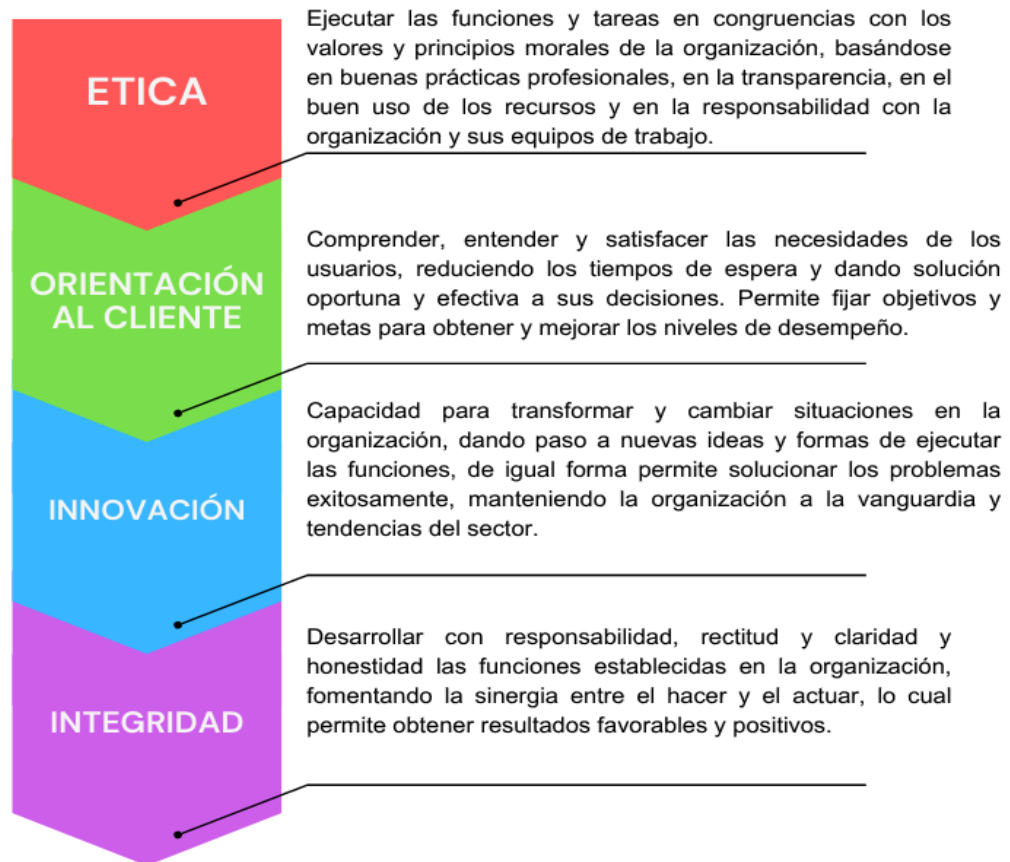 ETICA
Ejecutar las funciones y tareas en congruencias con los
valores y principios morales de la organización, basándose
en buenas prácticas profesionales, en la transparencia, en el
buen uso de los recursos y en la responsabilidad con la
organización y sus equipos de trabajo.
ORIENTACIÓN
AL CLIENTE
Comprender, entender y satisfacer las necesidades de los
usuarios, reduciendo los tiempos de espera y dando solución
oportuna y efectiva a sus decisiones. Permite fijar objetivos y
metas para obtener y mejorar los niveles de desempeño.
INNOVACIÓN
Capacidad para transformar y cambiar situaciones en la
organización, dando paso a nuevas ideas y formas de ejecutar
las funciones, de igual forma permite solucionar los problemas
exitosamente, manteniendo la organización a la vanguardia y
tendencias del sector.
INTEGRIDAD
Desarrollar con responsabilidad, rectitud y claridad y
honestidad las funciones establecidas en la organización,
fomentando la sinergia entre el hacer y el actuar, lo cual
permite obtener resultados favorables y positivos.